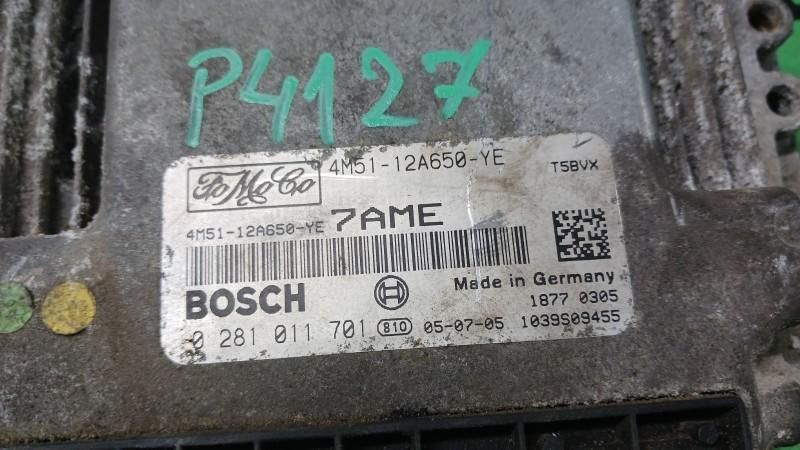 P4127
FoMoCo 4M51-12A650-YE T5BVX
4M51-12A650-YE 7AME
BOSCH Made in Germany
1877 0305
0 281 011 701 810 05-07-05 1039S09455